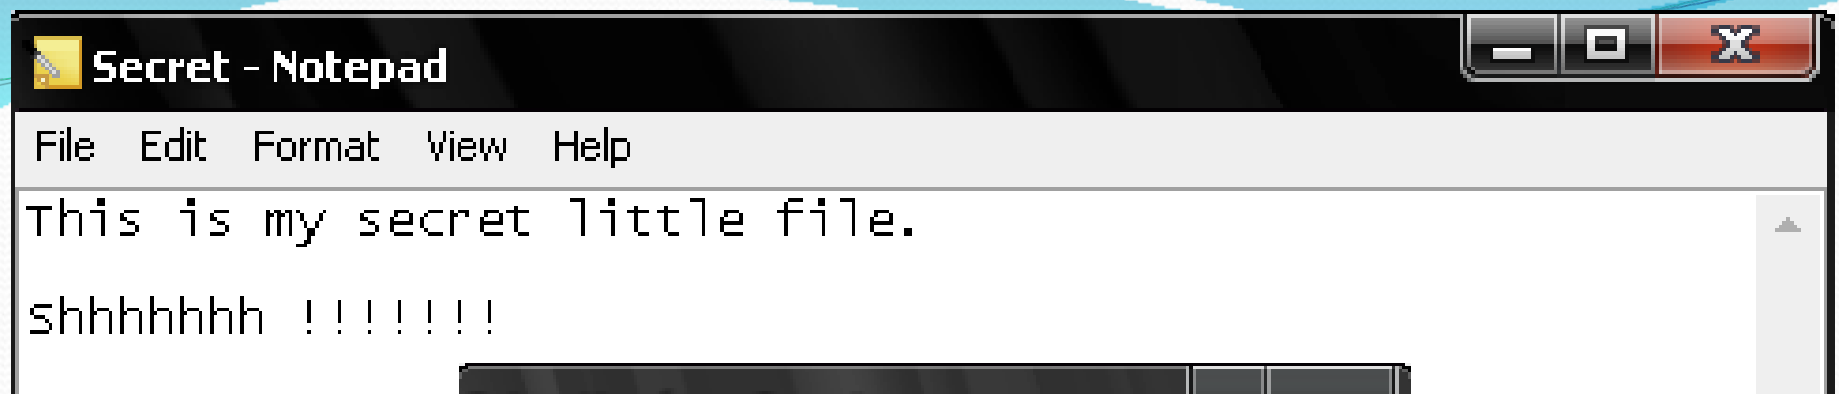 Secret - Notepad
File Edit Format View Help
This is my secret little file.
Shhhhhhh !!!!!!!